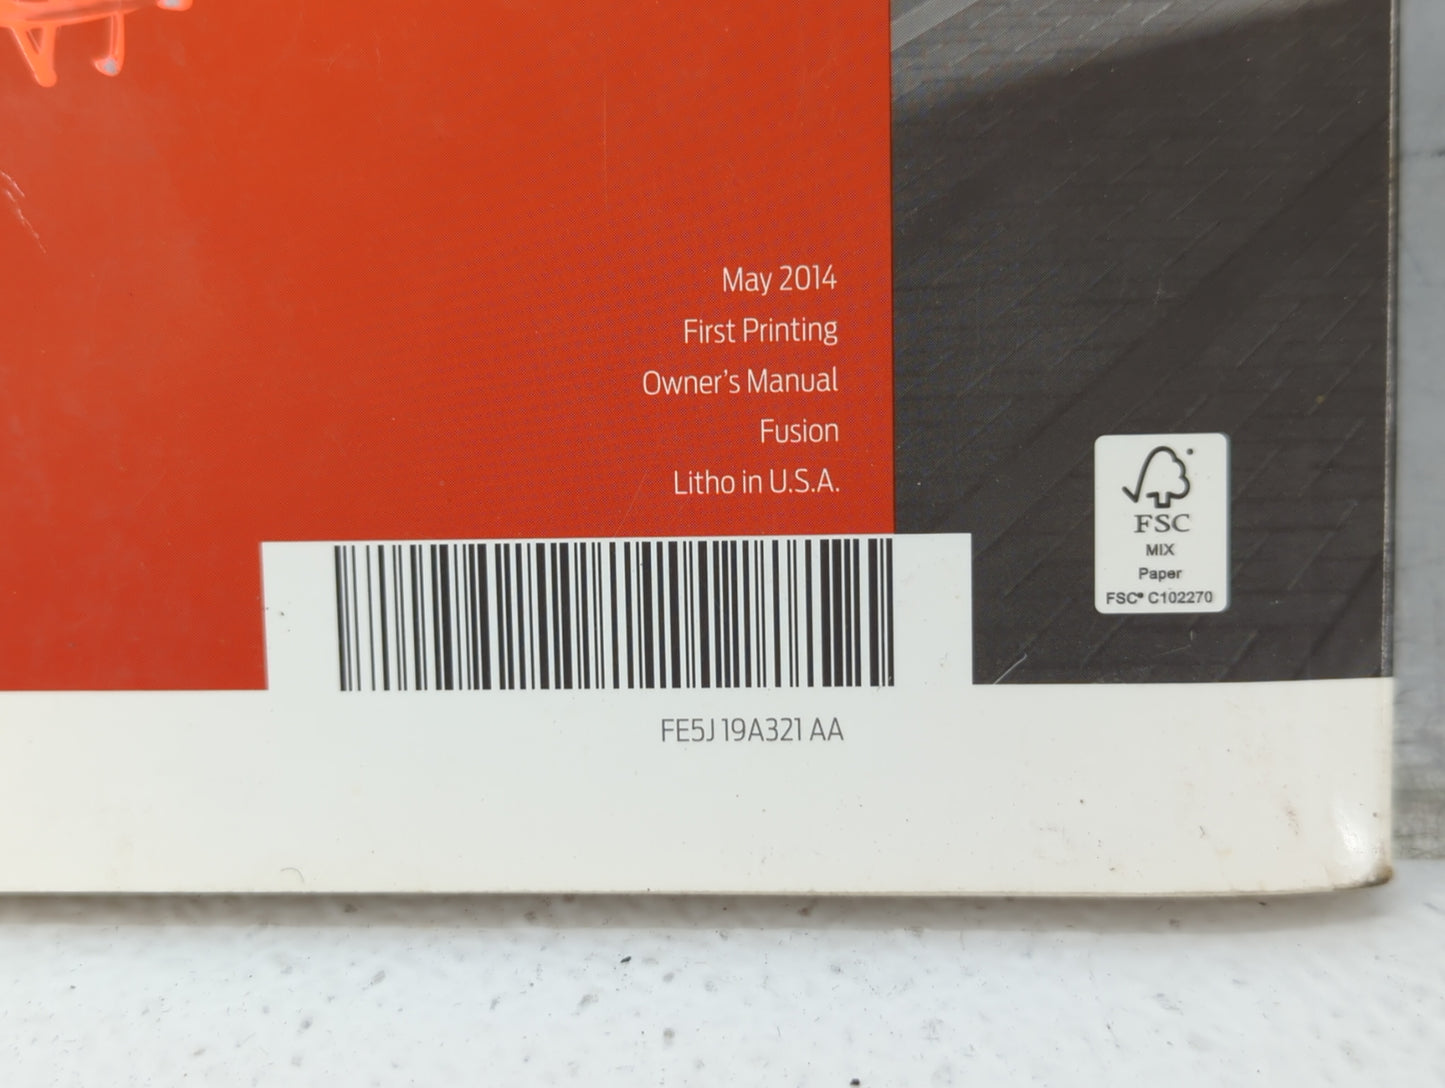 May 2014
First Printing
Owner's Manual
Fusion
Litho in U.S.A.
FSC
MIX
Paper
FSC® C102270
FE5J 19A321 AA